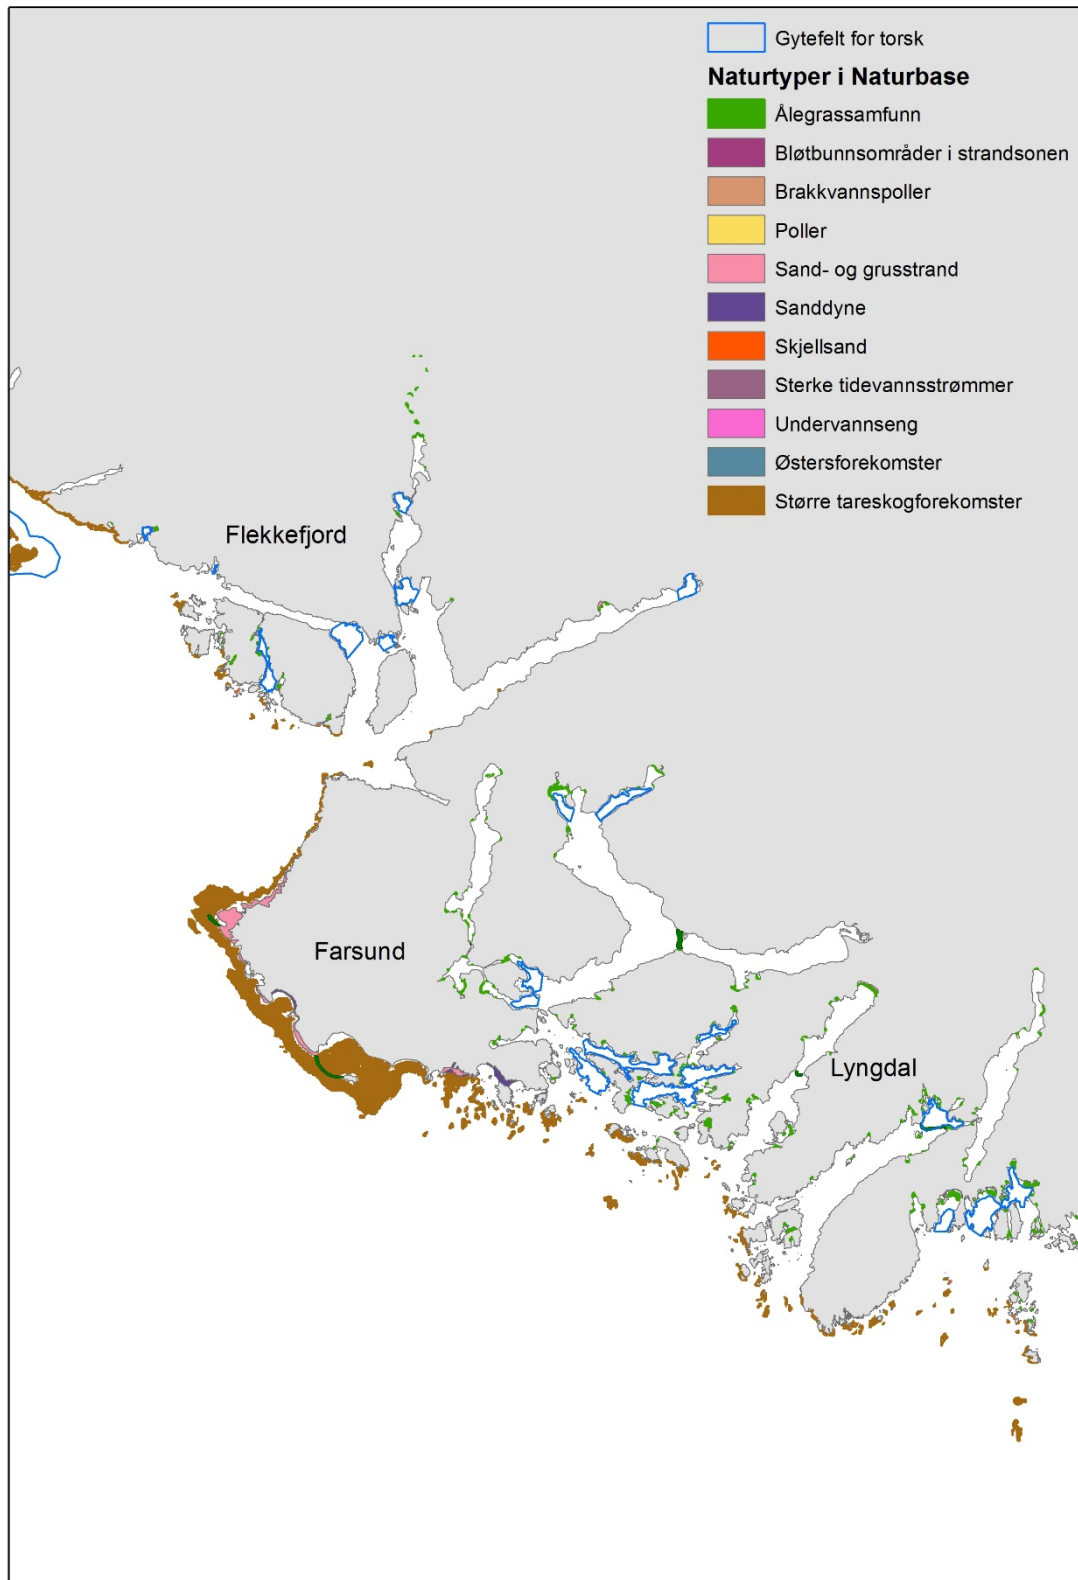 Gytefelt for torsk
Naturtyper i Naturbase
Ålegrassamfunn
Bløtbunnsområder i strandsonen
Brakkvannspoller
Poller
Sand- og grusstrand
Sanddyne
Skjellsand
Sterke tidevannsstrømmer
Undervannseng
Østersforekomster
Større tareskogforekomster
Flekkefjord
Farsund
Lyngdal